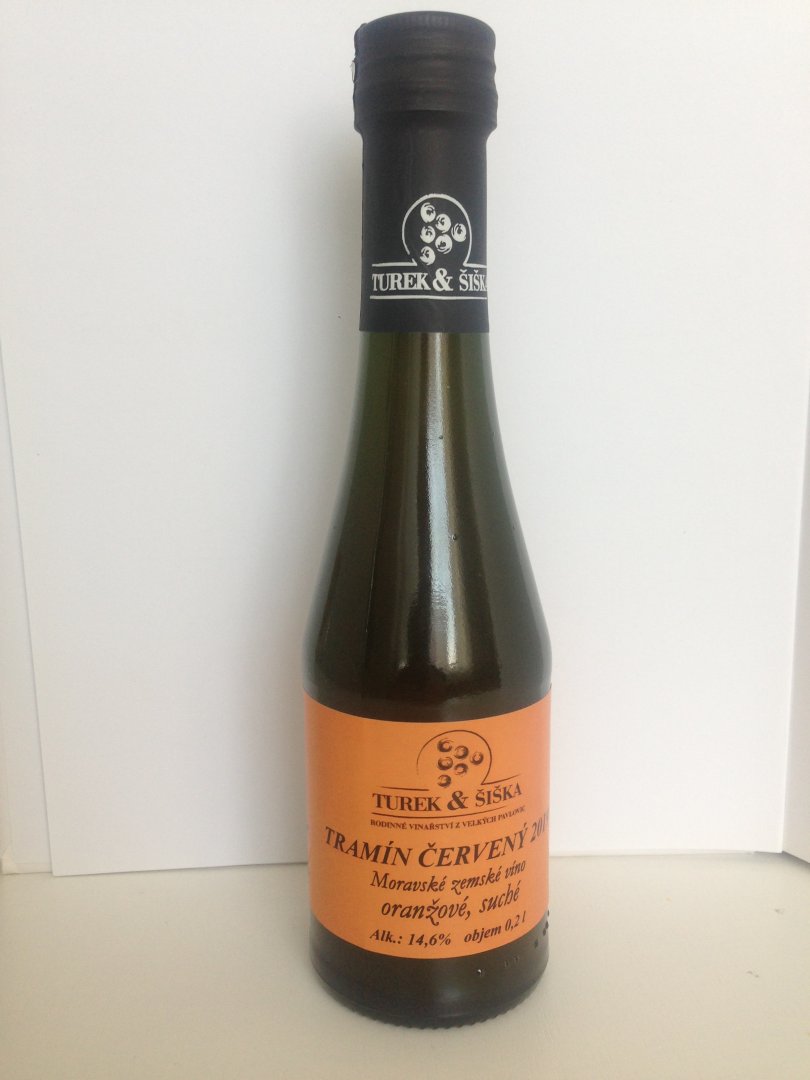 TUREK & ŠIŠKA
TUREK & ŠIŠKA
RODINNÉ VINAŘSTVÍ Z VELKÝCH PAVLOVIC
TRAMÍN ČERVENÝ
Moravské zemské víno
oranžové, suché
Alk.: 14,6% objem 0,2 l